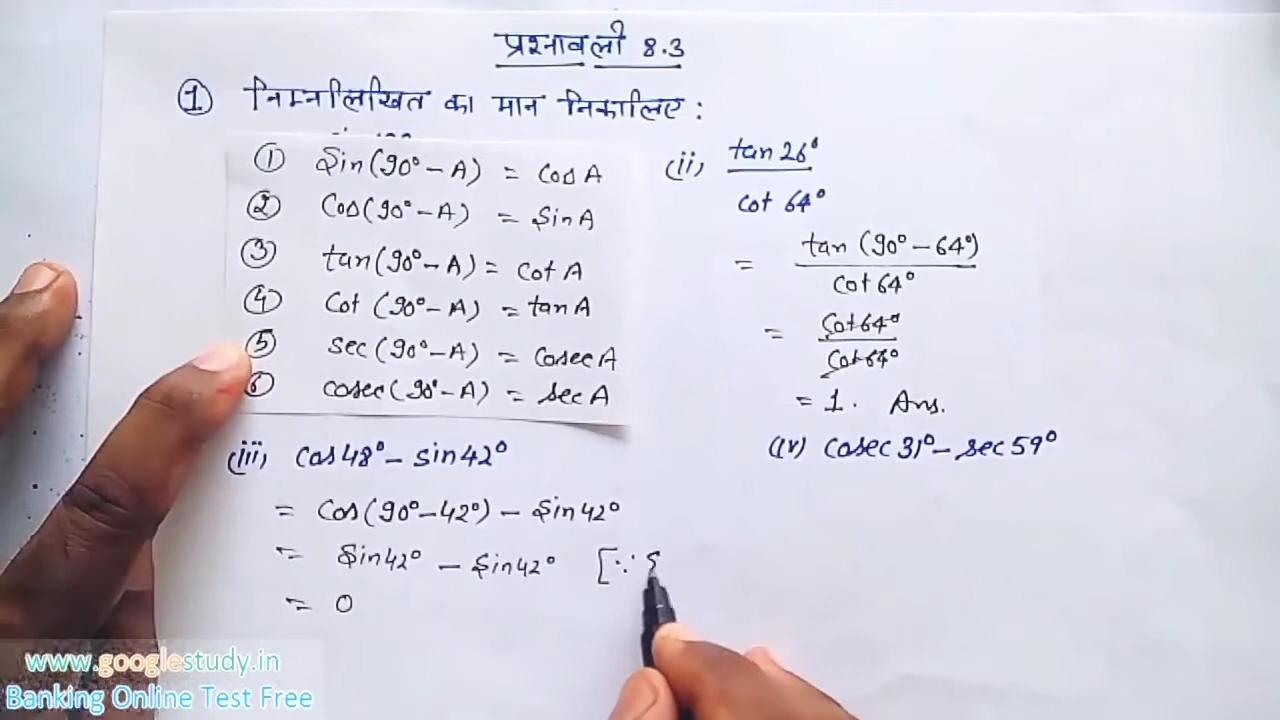 प्रश्नावली 8.3
① निम्नलिखित का मान निकालिए :
① Sin(90° – A) = Cos A
② Cos(90° – A) = Sin A
③ tan(90° – A) = Cot A
④ Cot (90° – A) = tan A
⑤ sec (90° – A) = Cosec A
⑥ cosec (90° – A) = sec A
(ii) tan 26°
cot 64°
= tan (90° – 64°)
Cot 64°
= Cot 64°
Cot 64°
= 1. Ans.
(iii) cos 48° – sin 42°
= Cos(90° – 42°) – Sin 42°
= Sin 42° – Sin 42° [∵ S
= 0
(iv) cosec 31° – sec 59°
www.googlestudy.in
Banking Online Test Free